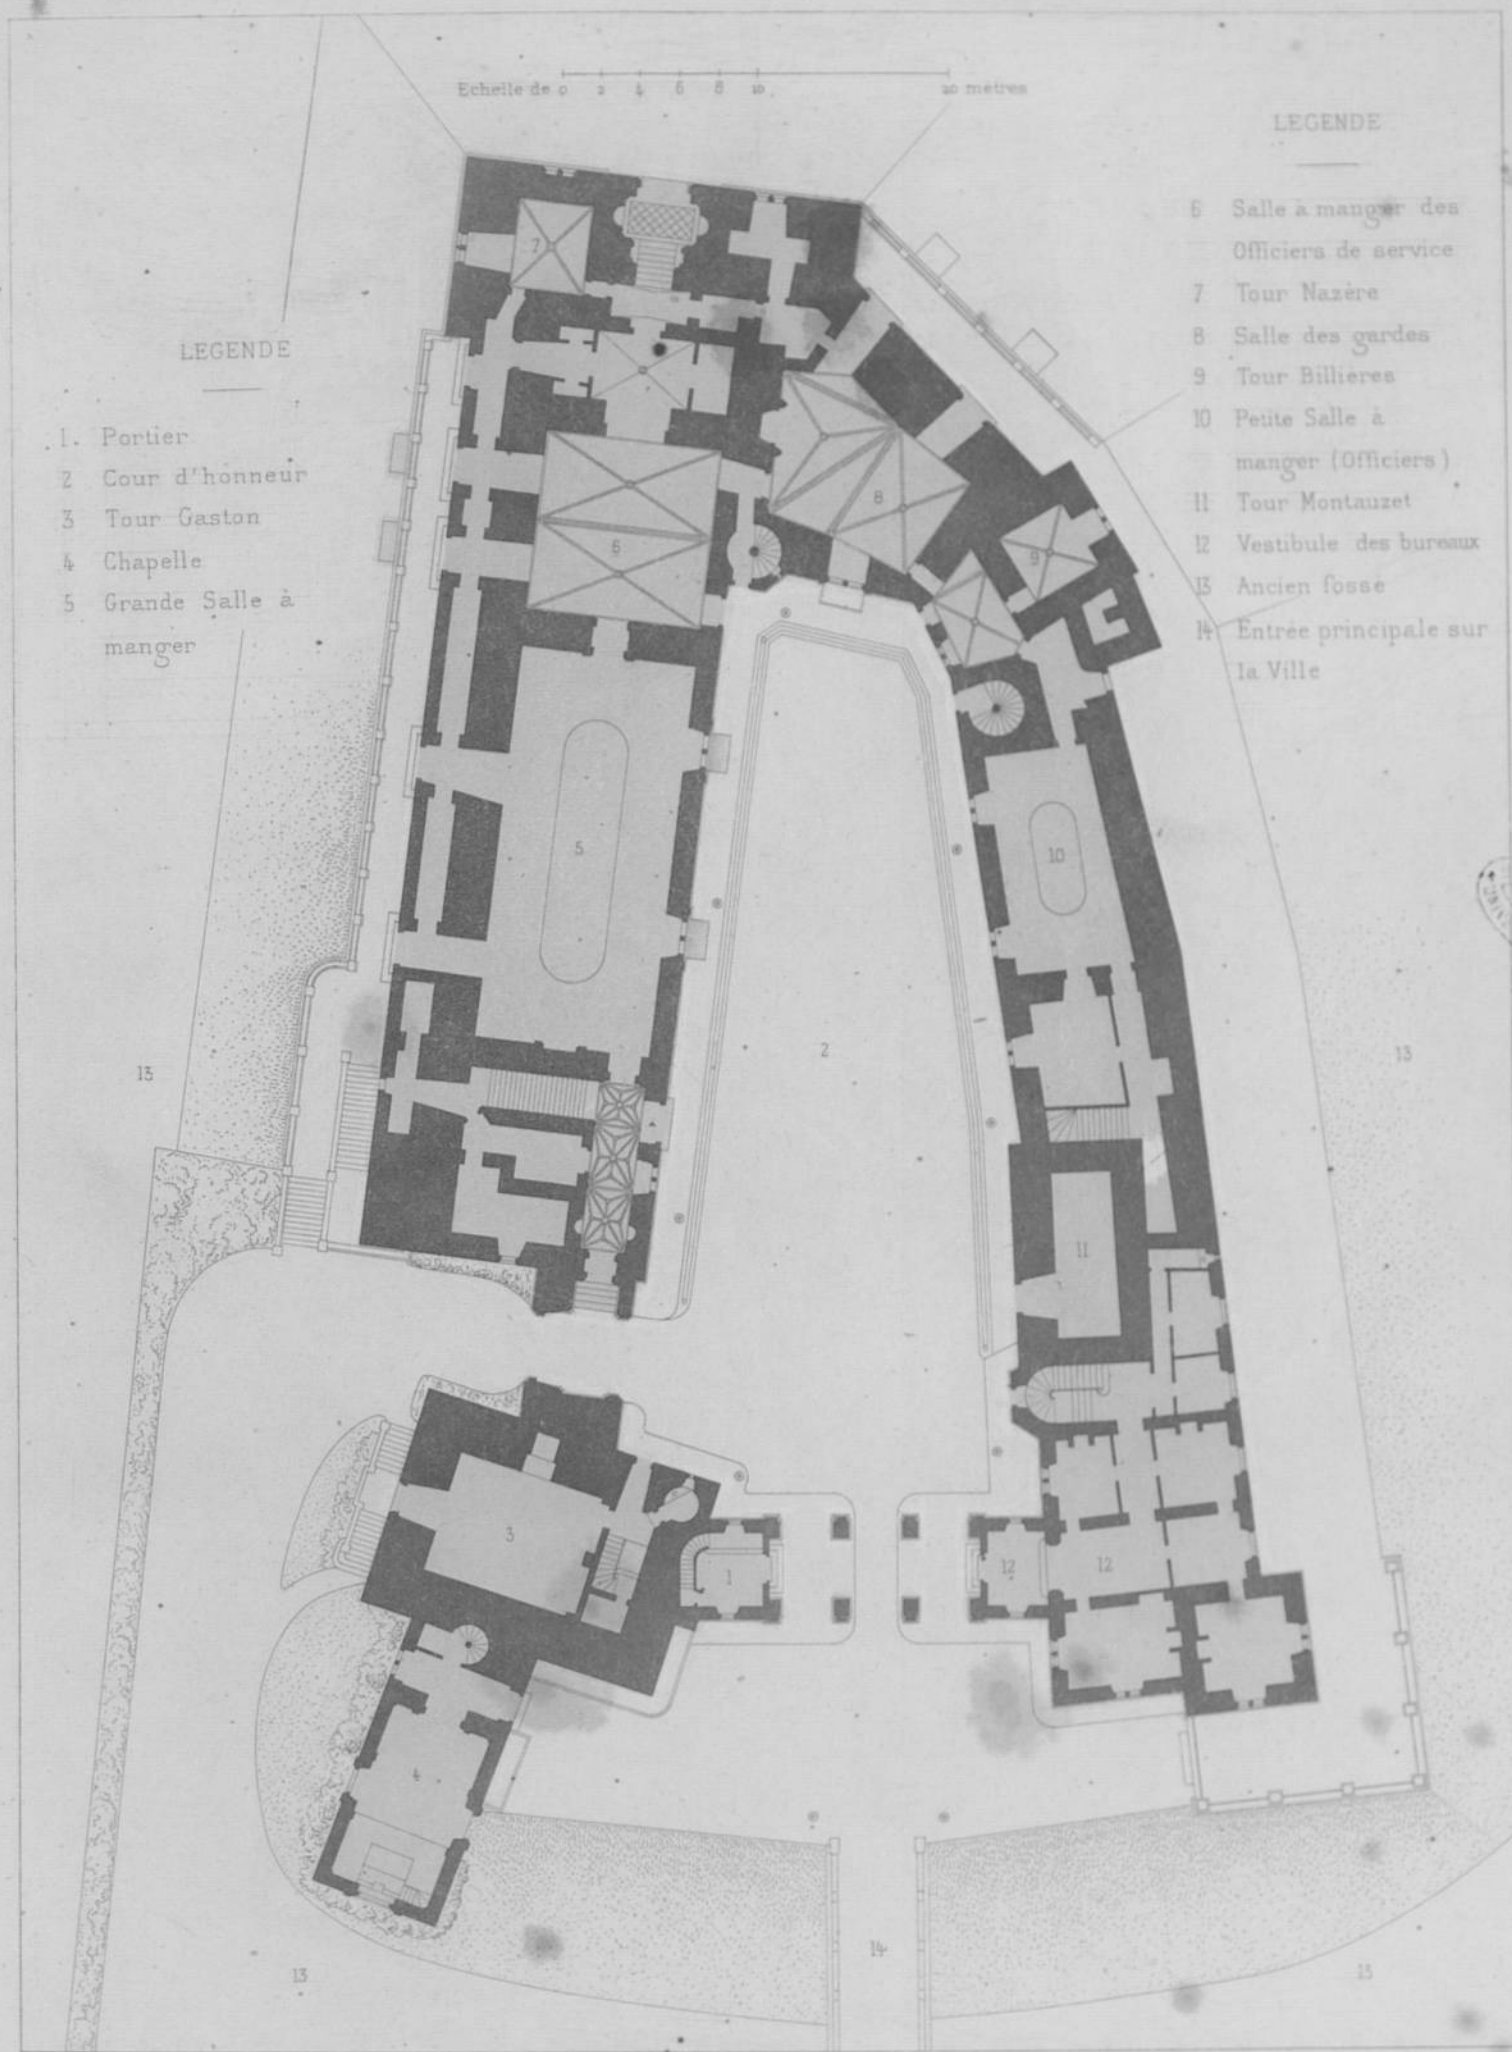 Echelle de 0 2 4 6 8 10 20 mètres
LEGENDE
6 Salle à manger des
Officiers de service
7 Tour Nazère
8 Salle des gardes
9 Tour Billières
10 Petite Salle à
manger (Officiers)
11 Tour Montauzet
12 Vestibule des bureaux
13 Ancien fossé
14 Entrée principale sur
la Ville
LEGENDE
1. Portier
2 Cour d'honneur
3 Tour Gaston
4 Chapelle
5 Grande Salle à
manger
7
8
6
9
5
10
2
13
13
11
3
1
12
12
4
14
13
13